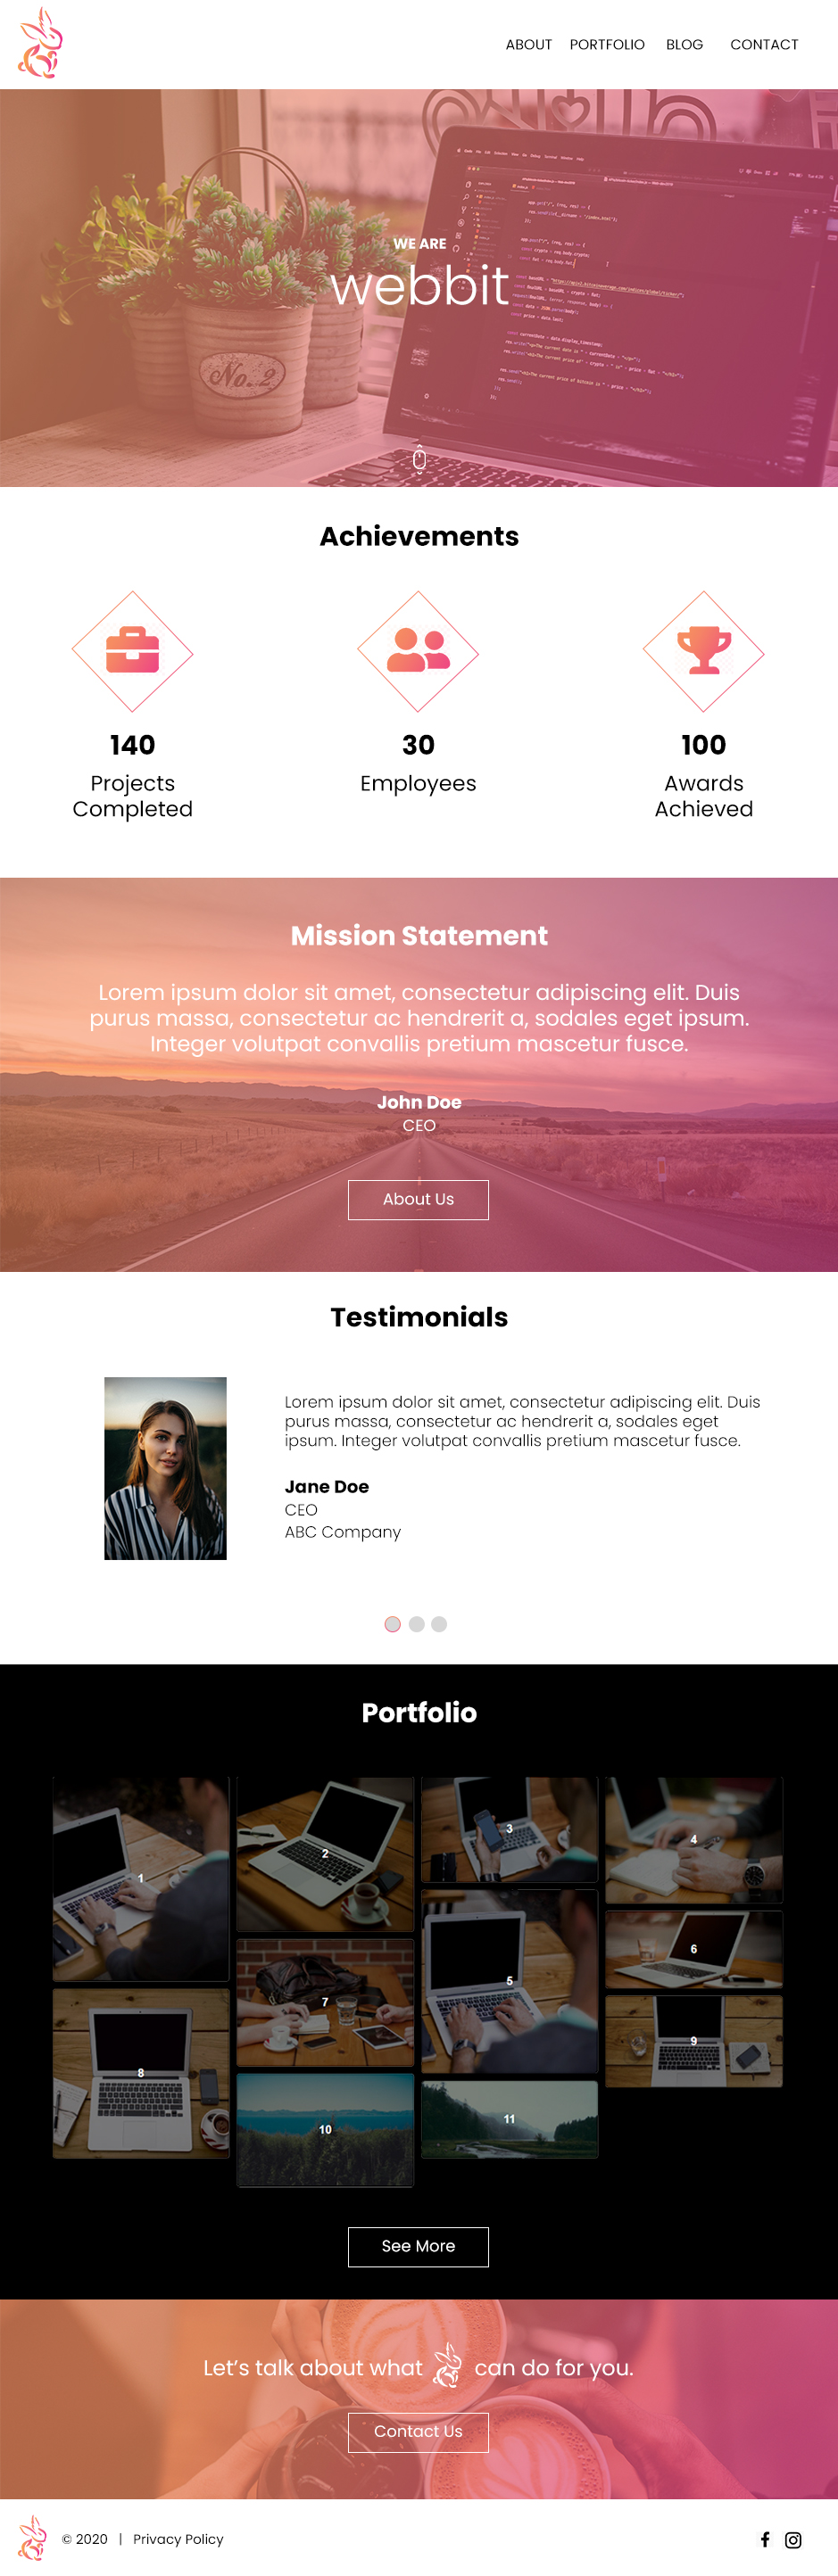 ABOUT PORTFOLIO BLOG CONTACT
WE ARE
webbit
No. 2
Achievements
140
Projects
Completed
30
Employees
100
Awards
Achieved
Mission Statement
Lorem ipsum dolor sit amet, consectetur adipiscing elit. Duis
purus massa, consectetur ac hendrerit a, sodales eget ipsum.
Integer volutpat convallis pretium mascetur fusce.
John Doe
CEO
About Us
Testimonials
Lorem ipsum dolor sit amet, consectetur adipiscing elit. Duis
purus massa, consectetur ac hendrerit a, sodales eget
ipsum. Integer volutpat convallis pretium mascetur fusce.
Jane Doe
CEO
ABC Company
Portfolio
1
2
3
4
5
6
7
8
9
10
11
See More
Let's talk about what can do for you.
Contact Us
© 2020 | Privacy Policy